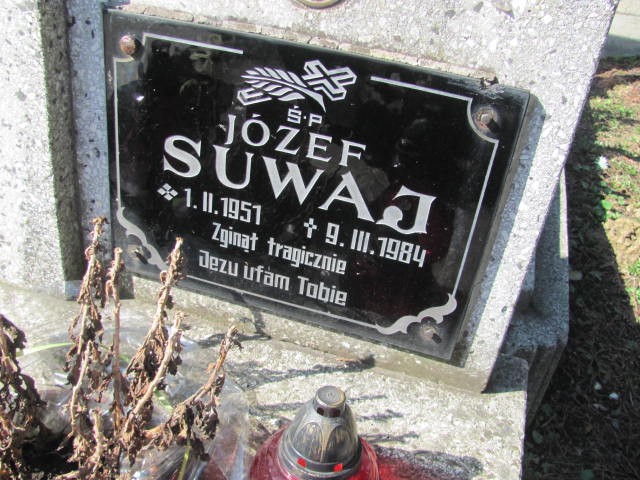 Ś.P
JÓZEF
SUWAJ
1.II.1951 9.III.1984
Zginął tragicznie
Jezu ufam Tobie